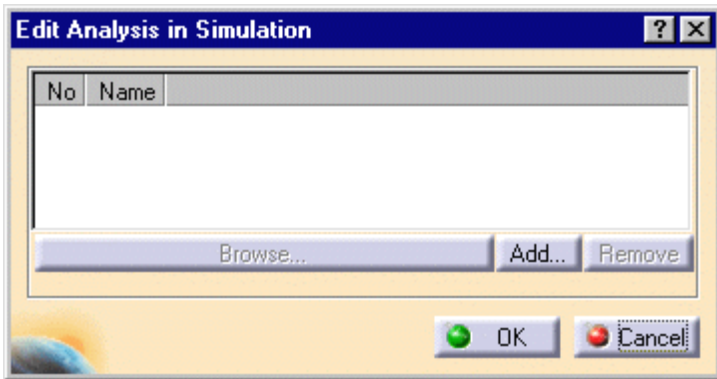 Edit Analysis in Simulation ? X
No Name
Browse... Add... Remove
OK Cancel